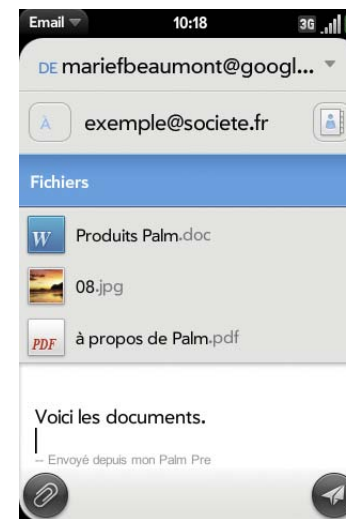 Email 10:18 3G
DE mariefbeaumont@googl...
À exemple@societe.fr
Fichiers
W Produits Palm.doc
08.jpg
PDF à propos de Palm.pdf
Voici les documents.
-- Envoyé depuis mon Palm Pre